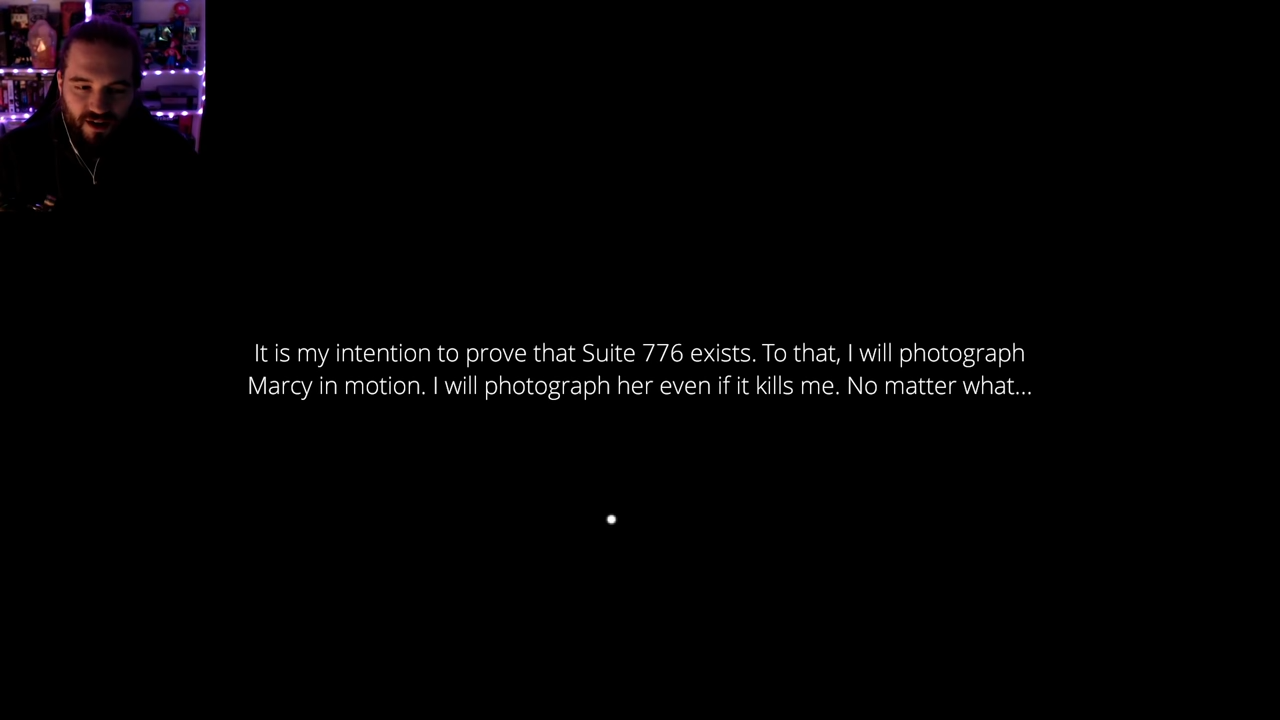 It is my intention to prove that Suite 776 exists. To that, I will photograph
Marcy in motion. I will photograph her even if it kills me. No matter what...